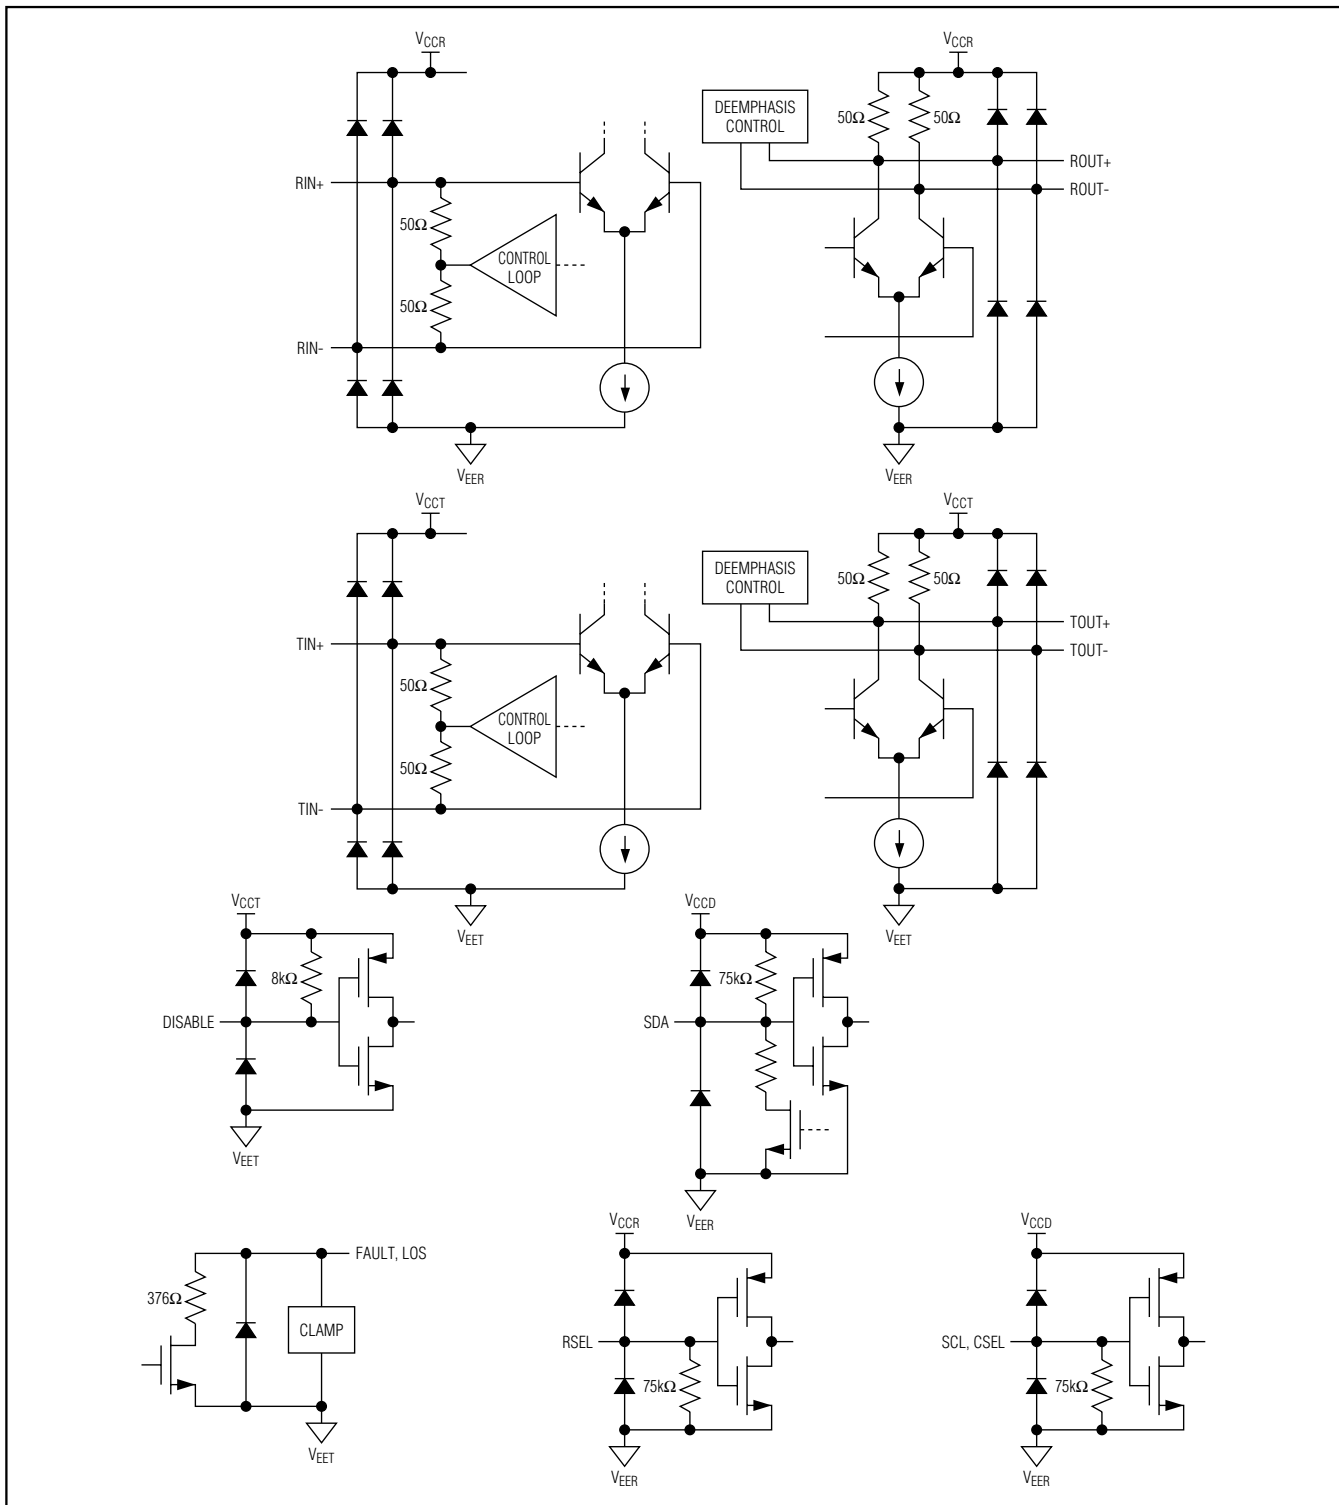 VCCR
RIN+
50Ω
CONTROL
LOOP
50Ω
RIN-
VEER
VCCR
DEEMPHASIS
CONTROL
50Ω
50Ω
ROUT+
ROUT-
VEER
VCCT
TIN+
50Ω
CONTROL
LOOP
50Ω
TIN-
VEET
VCCT
DEEMPHASIS
CONTROL
50Ω
50Ω
TOUT+
TOUT-
VEET
VCCT
8kΩ
DISABLE
VEET
VCCD
75kΩ
SDA
VEER
FAULT, LOS
376Ω
CLAMP
VEET
VCCR
RSEL
75kΩ
VEER
VCCD
SCL, CSEL
75kΩ
VEER